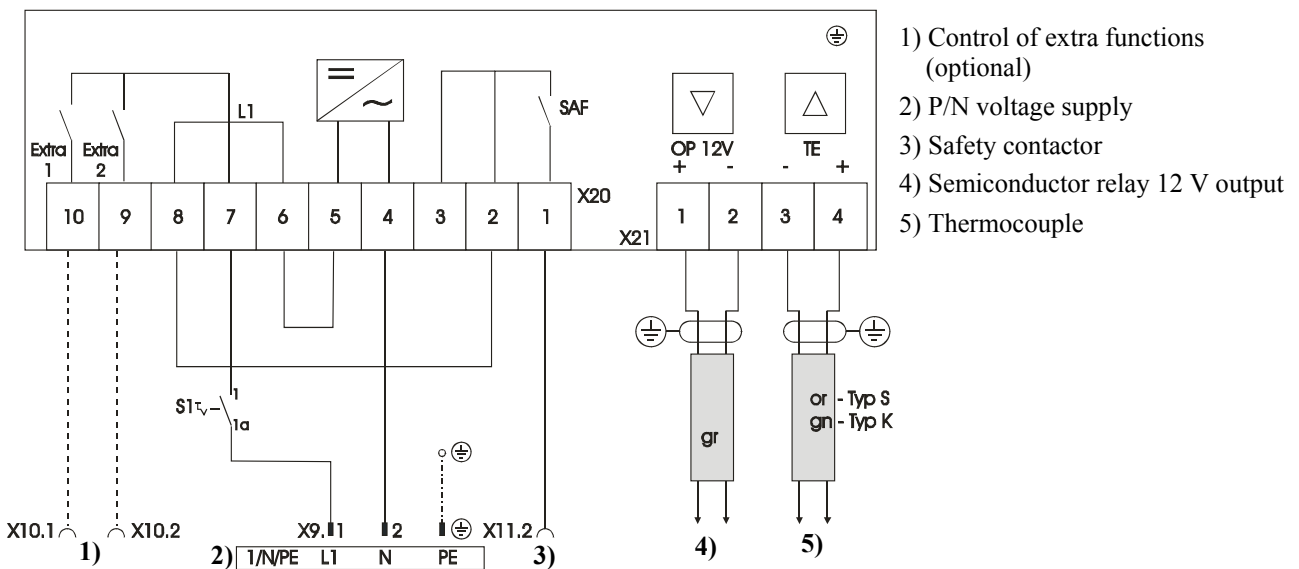 1) Control of extra functions
(optional)
2) P/N voltage supply
3) Safety contactor
4) Semiconductor relay 12 V output
5) Thermocouple
L1
SAF
Extra
1
Extra
2
OP 12V
+ -
TE
- +
10 9 8 7 6 5 4 3 2 1
X20
X21
1 2 3 4
S1
1
1a
or - Typ S
gn - Typ K
gr
X10.1
X10.2
X9. 1
2
X11.2
1)
2)
1/N/PE L1 N PE
3)
4)
5)